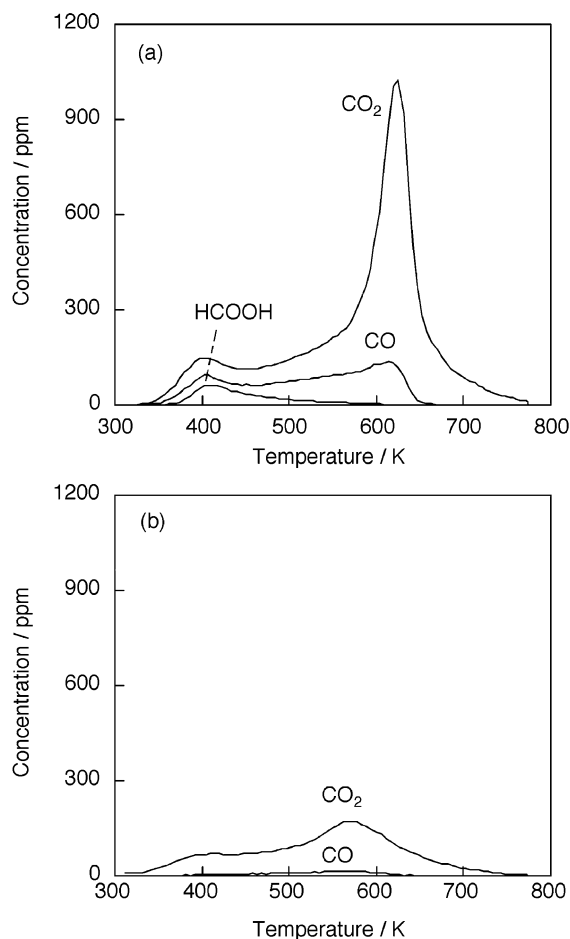 1200
(a)
CO₂
900
Concentration / ppm
600
HCOOH
300
CO
0
300 400 500 600 700 800
Temperature / K
1200
(b)
900
Concentration / ppm
600
300
CO₂
CO
0
300 400 500 600 700 800
Temperature / K